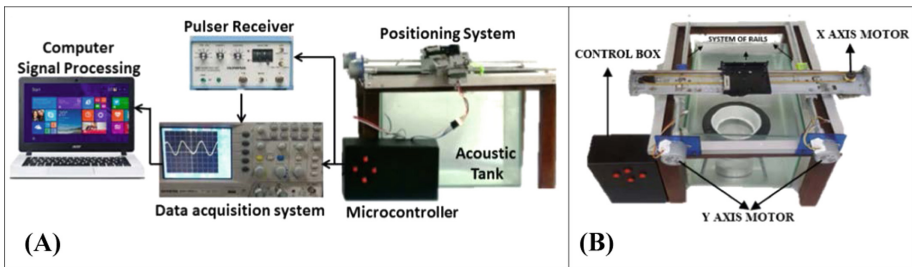 Pulser Receiver
Positioning System
Computer
Signal Processing
Acoustic
Tank
Data acquisition system
Microcontroller
(A)
(B)
SYSTEM OF RAILS
X AXIS MOTOR
CONTROL BOX
Y AXIS MOTOR